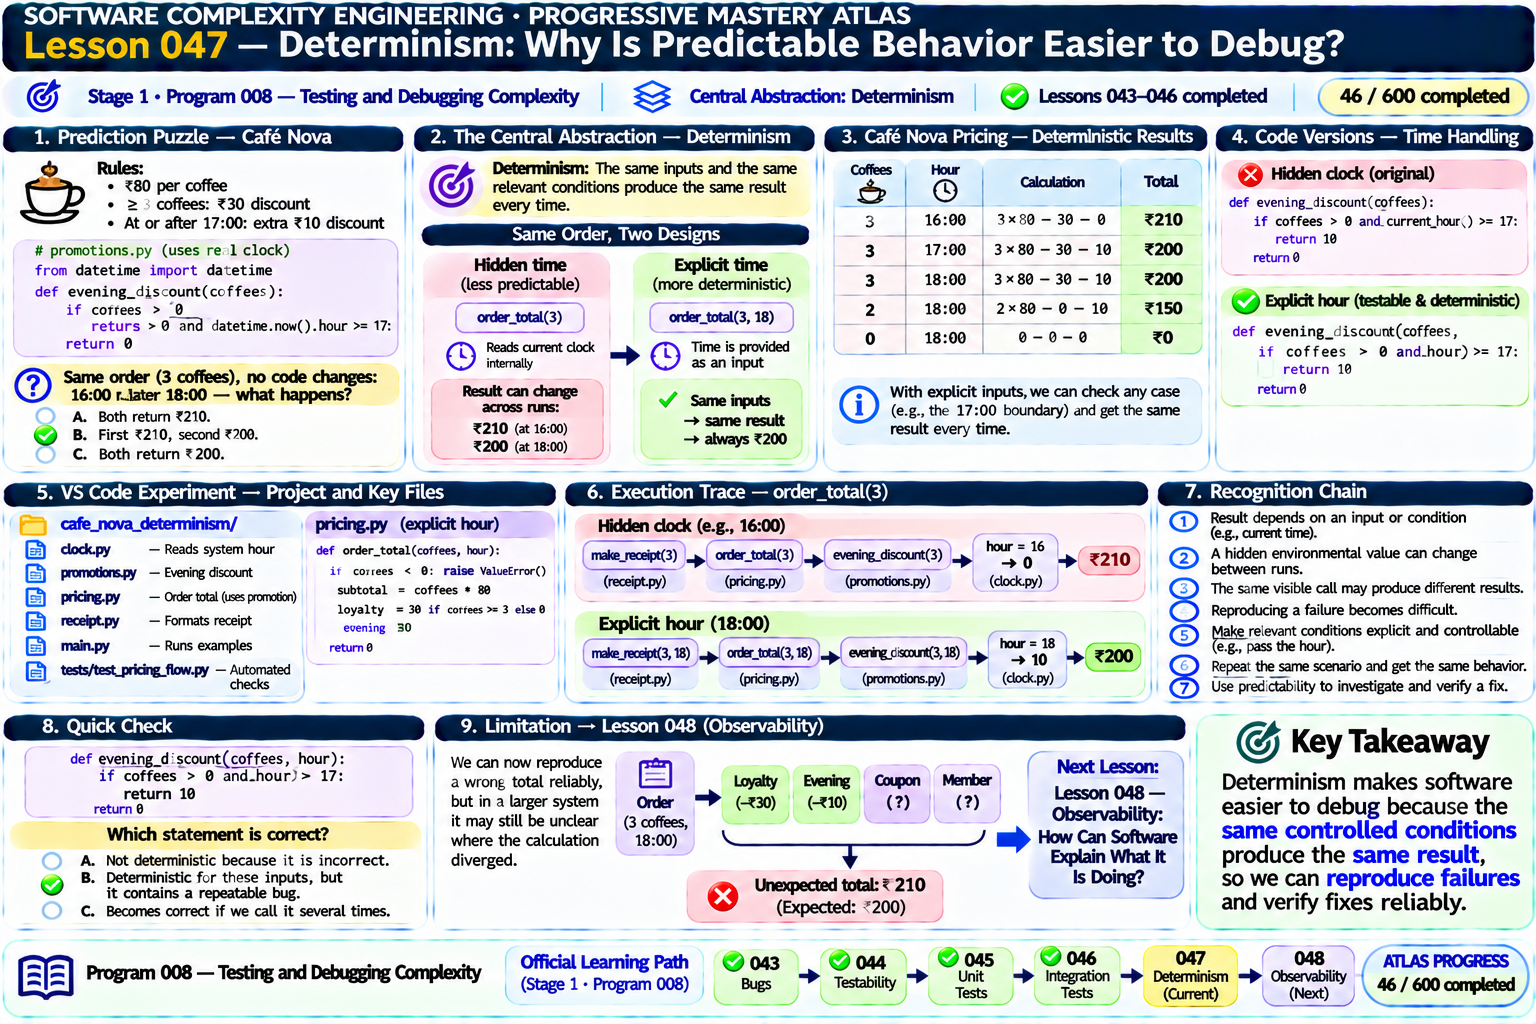 SOFTWARE COMPLEXITY ENGINEERING · PROGRESSIVE MASTERY ATLAS
Lesson 047 — Determinism: Why Is Predictable Behavior Easier to Debug?
Stage 1 · Program 008 — Testing and Debugging Complexity
Central Abstraction: Determinism
Lessons 043–046 completed
46 / 600 completed
1. Prediction Puzzle — Café Nova
Rules:
• ₹80 per coffee
• ≥ 3 coffees: ₹30 discount
• At or after 17:00: extra ₹10 discount
# promotions.py (uses real clock)
from datetime import datetime
def evening_discount(coffees):
if coffees > 0
returs > 0 and datetime.now().hour >= 17:
return 0
Same order (3 coffees), no code changes:
16:00 later 18:00 — what happens?
A. Both return ₹210.
B. First ₹210, second ₹200.
C. Both return ₹200.
2. The Central Abstraction — Determinism
Determinism: The same inputs and the same
relevant conditions produce the same result
every time.
Same Order, Two Designs
Hidden time
(less predictable)
order_total(3)
Reads current clock
internally
Result can change
across runs:
₹210 (at 16:00)
₹200 (at 18:00)
Explicit time
(more deterministic)
order_total(3, 18)
Time is provided
as an input
Same inputs
→ same result
→ always ₹200
3. Café Nova Pricing — Deterministic Results
Coffees Hour Calculation Total
3 16:00 3 × 80 – 30 – 0 ₹210
3 17:00 3 × 80 – 30 – 10 ₹200
3 18:00 3 × 80 – 30 – 10 ₹200
2 18:00 2 × 80 – 0 – 10 ₹150
0 18:00 0 – 0 – 0 ₹0
With explicit inputs, we can check any case
(e.g., the 17:00 boundary) and get the same
result every time.
4. Code Versions — Time Handling
Hidden clock (original)
def evening_discount(coffees):
if coffees > 0 and current_hour() >= 17:
return 10
return 0
Explicit hour (testable & deterministic)
def evening_discount(coffees,
if coffees > 0 and hour) >= 17:
return 10
return 0
5. VS Code Experiment — Project and Key Files
cafe_nova_determinism/
clock.py — Reads system hour
promotions.py — Evening discount
pricing.py — Order total (uses promotion)
receipt.py — Formats receipt
main.py — Runs examples
tests/test_pricing_flow.py — Automated
checks
pricing.py (explicit hour)
def order_total(coffees, hour):
if coffees < 0: raise ValueError()
subtotal = coffees * 80
loyalty = 30 if coffees >= 3 else 0
evening 30
return 0
6. Execution Trace — order_total(3)
Hidden clock (e.g., 16:00)
make_receipt(3)
(receipt.py)
order_total(3)
(pricing.py)
evening_discount(3)
(promotions.py)
hour = 16
→ 0
(clock.py)
₹210
Explicit hour (18:00)
make_receipt(3, 18)
(receipt.py)
order_total(3, 18)
(pricing.py)
evening_discount(3, 18)
(promotions.py)
hour = 18
→ 10
(clock.py)
₹200
7. Recognition Chain
1 Result depends on an input or condition
(e.g., current time).
2 A hidden environmental value can change
between runs.
3 The same visible call may produce different results.
4 Reproducing a failure becomes difficult.
5 Make relevant conditions explicit and controllable
(e.g., pass the hour).
6 Repeat the same scenario and get the same behavior.
7 Use predictability to investigate and verify a fix.
8. Quick Check
def evening_discount(coffees, hour):
if coffees > 0 and hour) > 17:
return 10
return 0
Which statement is correct?
A. Not deterministic because it is incorrect.
B. Deterministic for these inputs, but
it contains a repeatable bug.
C. Becomes correct if we call it several times.
9. Limitation → Lesson 048 (Observability)
We can now reproduce
a wrong total reliably,
but in a larger system
it may still be unclear
where the calculation
diverged.
Order
(3 coffees,
18:00)
Loyalty
(–₹30)
Evening
(–₹10)
Coupon
(?)
Member
(?)
Unexpected total: ₹210
(Expected: ₹200)
Next Lesson:
Lesson 048 —
Observability:
How Can Software
Explain What It
Is Doing?
Key Takeaway
Determinism makes software
easier to debug because the
same controlled conditions
produce the same result,
so we can reproduce failures
and verify fixes reliably.
Program 008 — Testing and Debugging Complexity
Official Learning Path
(Stage 1 · Program 008)
043
Bugs
044
Testability
045
Unit
Tests
046
Integration
Tests
047
Determinism
(Current)
048
Observability
(Next)
ATLAS PROGRESS
46 / 600 completed